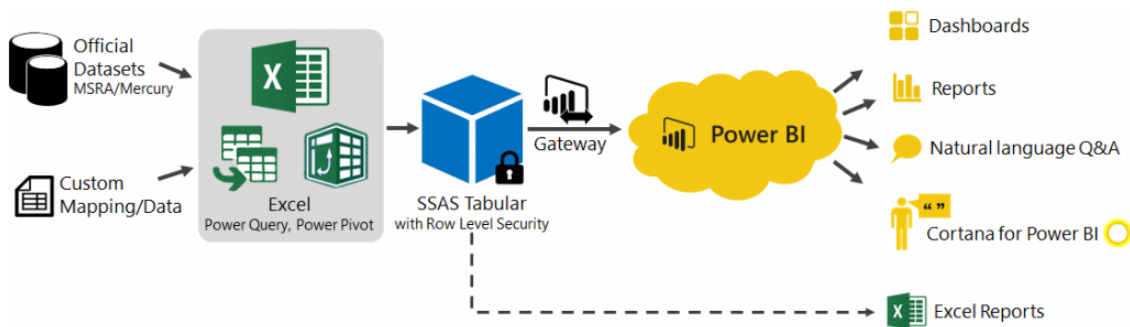 Official
Datasets
MSRA/Mercury
Custom
Mapping/Data
X
Excel
Power Query, Power Pivot
SSAS Tabular
with Row Level Security
Gateway
Power BI
Dashboards
Reports
Natural language Q&A
“ ”
Cortana for Power BI
X
Excel Reports